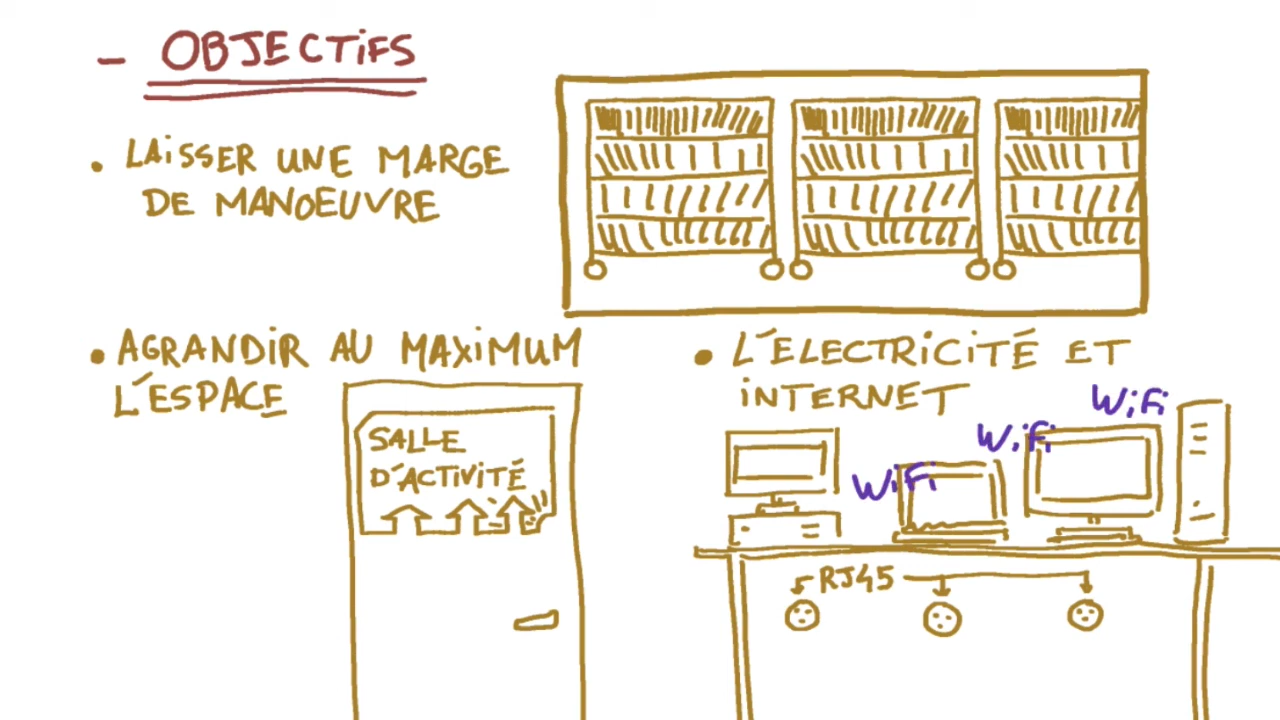 - OBJECTIFS
• LAISSER UNE MARGE
DE MANOEUVRE
• AGRANDIR AU MAXIMUM
L'ESPACE
SALLE
D'ACTIVITÉ
• L'ELECTRICITÉ ET
INTERNET
WiFi
WiFi
WiFi
RJ45